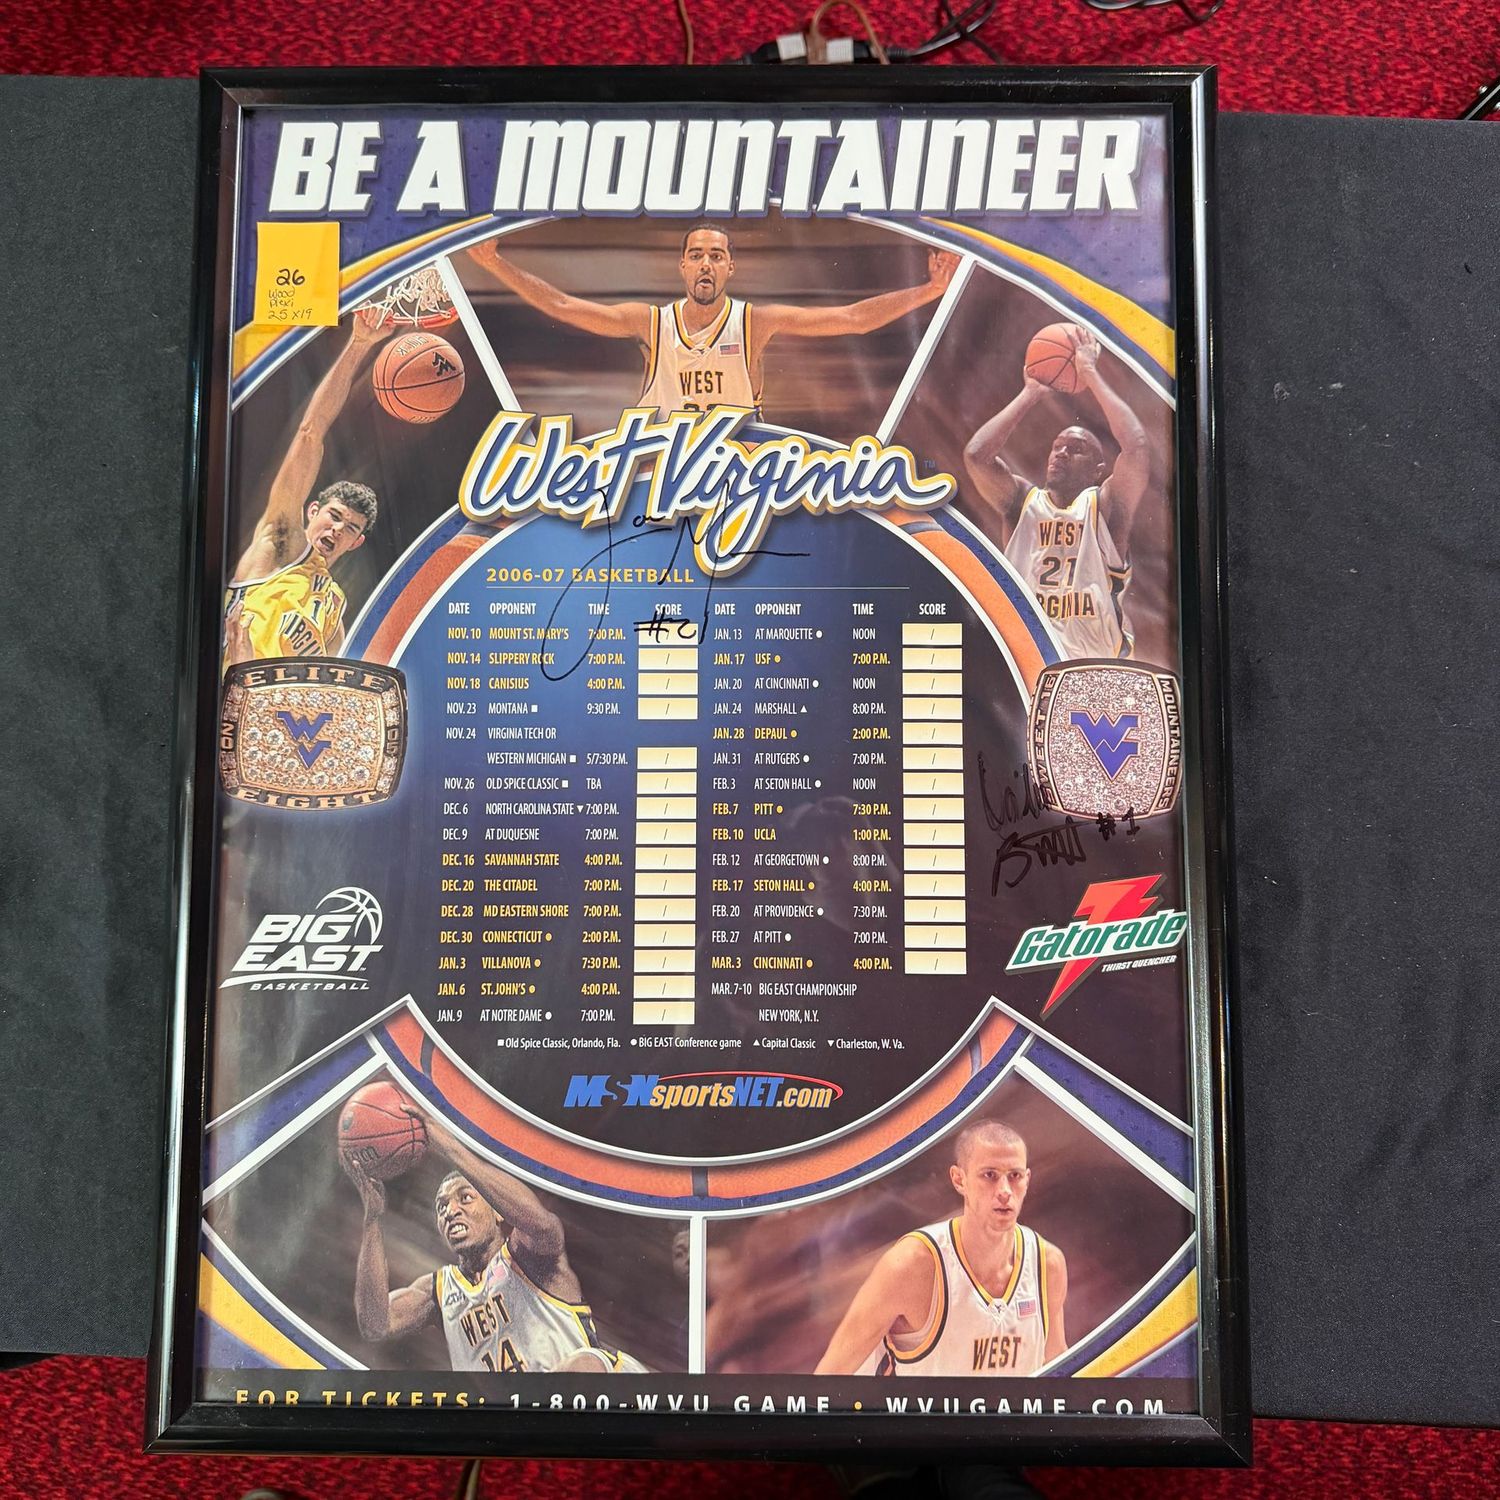 BE A MOUNTAINEER
26
Wood
25 x 19
WEST
WEST
21
West Virginia™
2006-07 BASKETBALL
DATE OPPONENT TIME SCORE
NOV. 10 MOUNT ST. MARY'S 7:00 P.M. /
#21
NOV. 14 SLIPPERY ROCK 7:00 P.M. /
NOV. 18 CANISIUS 4:00 P.M. /
NOV. 23 MONTANA ■ 9:30 P.M. /
NOV. 24 VIRGINIA TECH OR
WESTERN MICHIGAN ■ 5/7:30 P.M. /
NOV. 26 OLD SPICE CLASSIC ■ TBA /
DEC. 6 NORTH CAROLINA STATE ▼ 7:00 P.M. /
DEC. 9 AT DUQUESNE 7:00 P.M. /
DEC. 16 SAVANNAH STATE 4:00 P.M. /
DEC. 20 THE CITADEL 7:00 P.M. /
DEC. 28 MD EASTERN SHORE 7:00 P.M. /
DEC. 30 CONNECTICUT ● 2:00 P.M. /
JAN. 3 VILLANOVA ● 7:30 P.M. /
JAN. 6 ST. JOHN'S ● 4:00 P.M. /
JAN. 9 AT NOTRE DAME ● 7:00 P.M. /
DATE OPPONENT TIME SCORE
JAN. 13 AT MARQUETTE ● NOON /
JAN. 17 USF ● 7:00 P.M. /
JAN. 20 AT CINCINNATI ● NOON /
JAN. 24 MARSHALL ▲ 8:00 P.M. /
JAN. 28 DEPAUL ● 2:00 P.M. /
JAN. 31 AT RUTGERS ● 7:00 P.M. /
FEB. 3 AT SETON HALL ● NOON /
FEB. 7 PITT ● 7:30 P.M. /
FEB. 10 UCLA 1:00 P.M. /
FEB. 12 AT GEORGETOWN ● 8:00 P.M. /
FEB. 17 SETON HALL ● 4:00 P.M. /
FEB. 20 AT PROVIDENCE ● 7:30 P.M. /
FEB. 27 AT PITT ● 7:00 P.M. /
MAR. 3 CINCINNATI ● 4:00 P.M. /
MAR. 7-10 BIG EAST CHAMPIONSHIP
NEW YORK, N.Y.
■ Old Spice Classic, Orlando, Fla. ● BIG EAST Conference game ▲ Capital Classic ▼ Charleston, W. Va.
MSNsportsNET.com
ELITE
EIGHT
WV
SWEET 16
MOUNTAINEERS
WV
#1
BIG
EAST
BASKETBALL
Gatorade
THIRST QUENCHER
WEST
14
WEST
FOR TICKETS: 1-800-WVU GAME • WVUGAME.COM